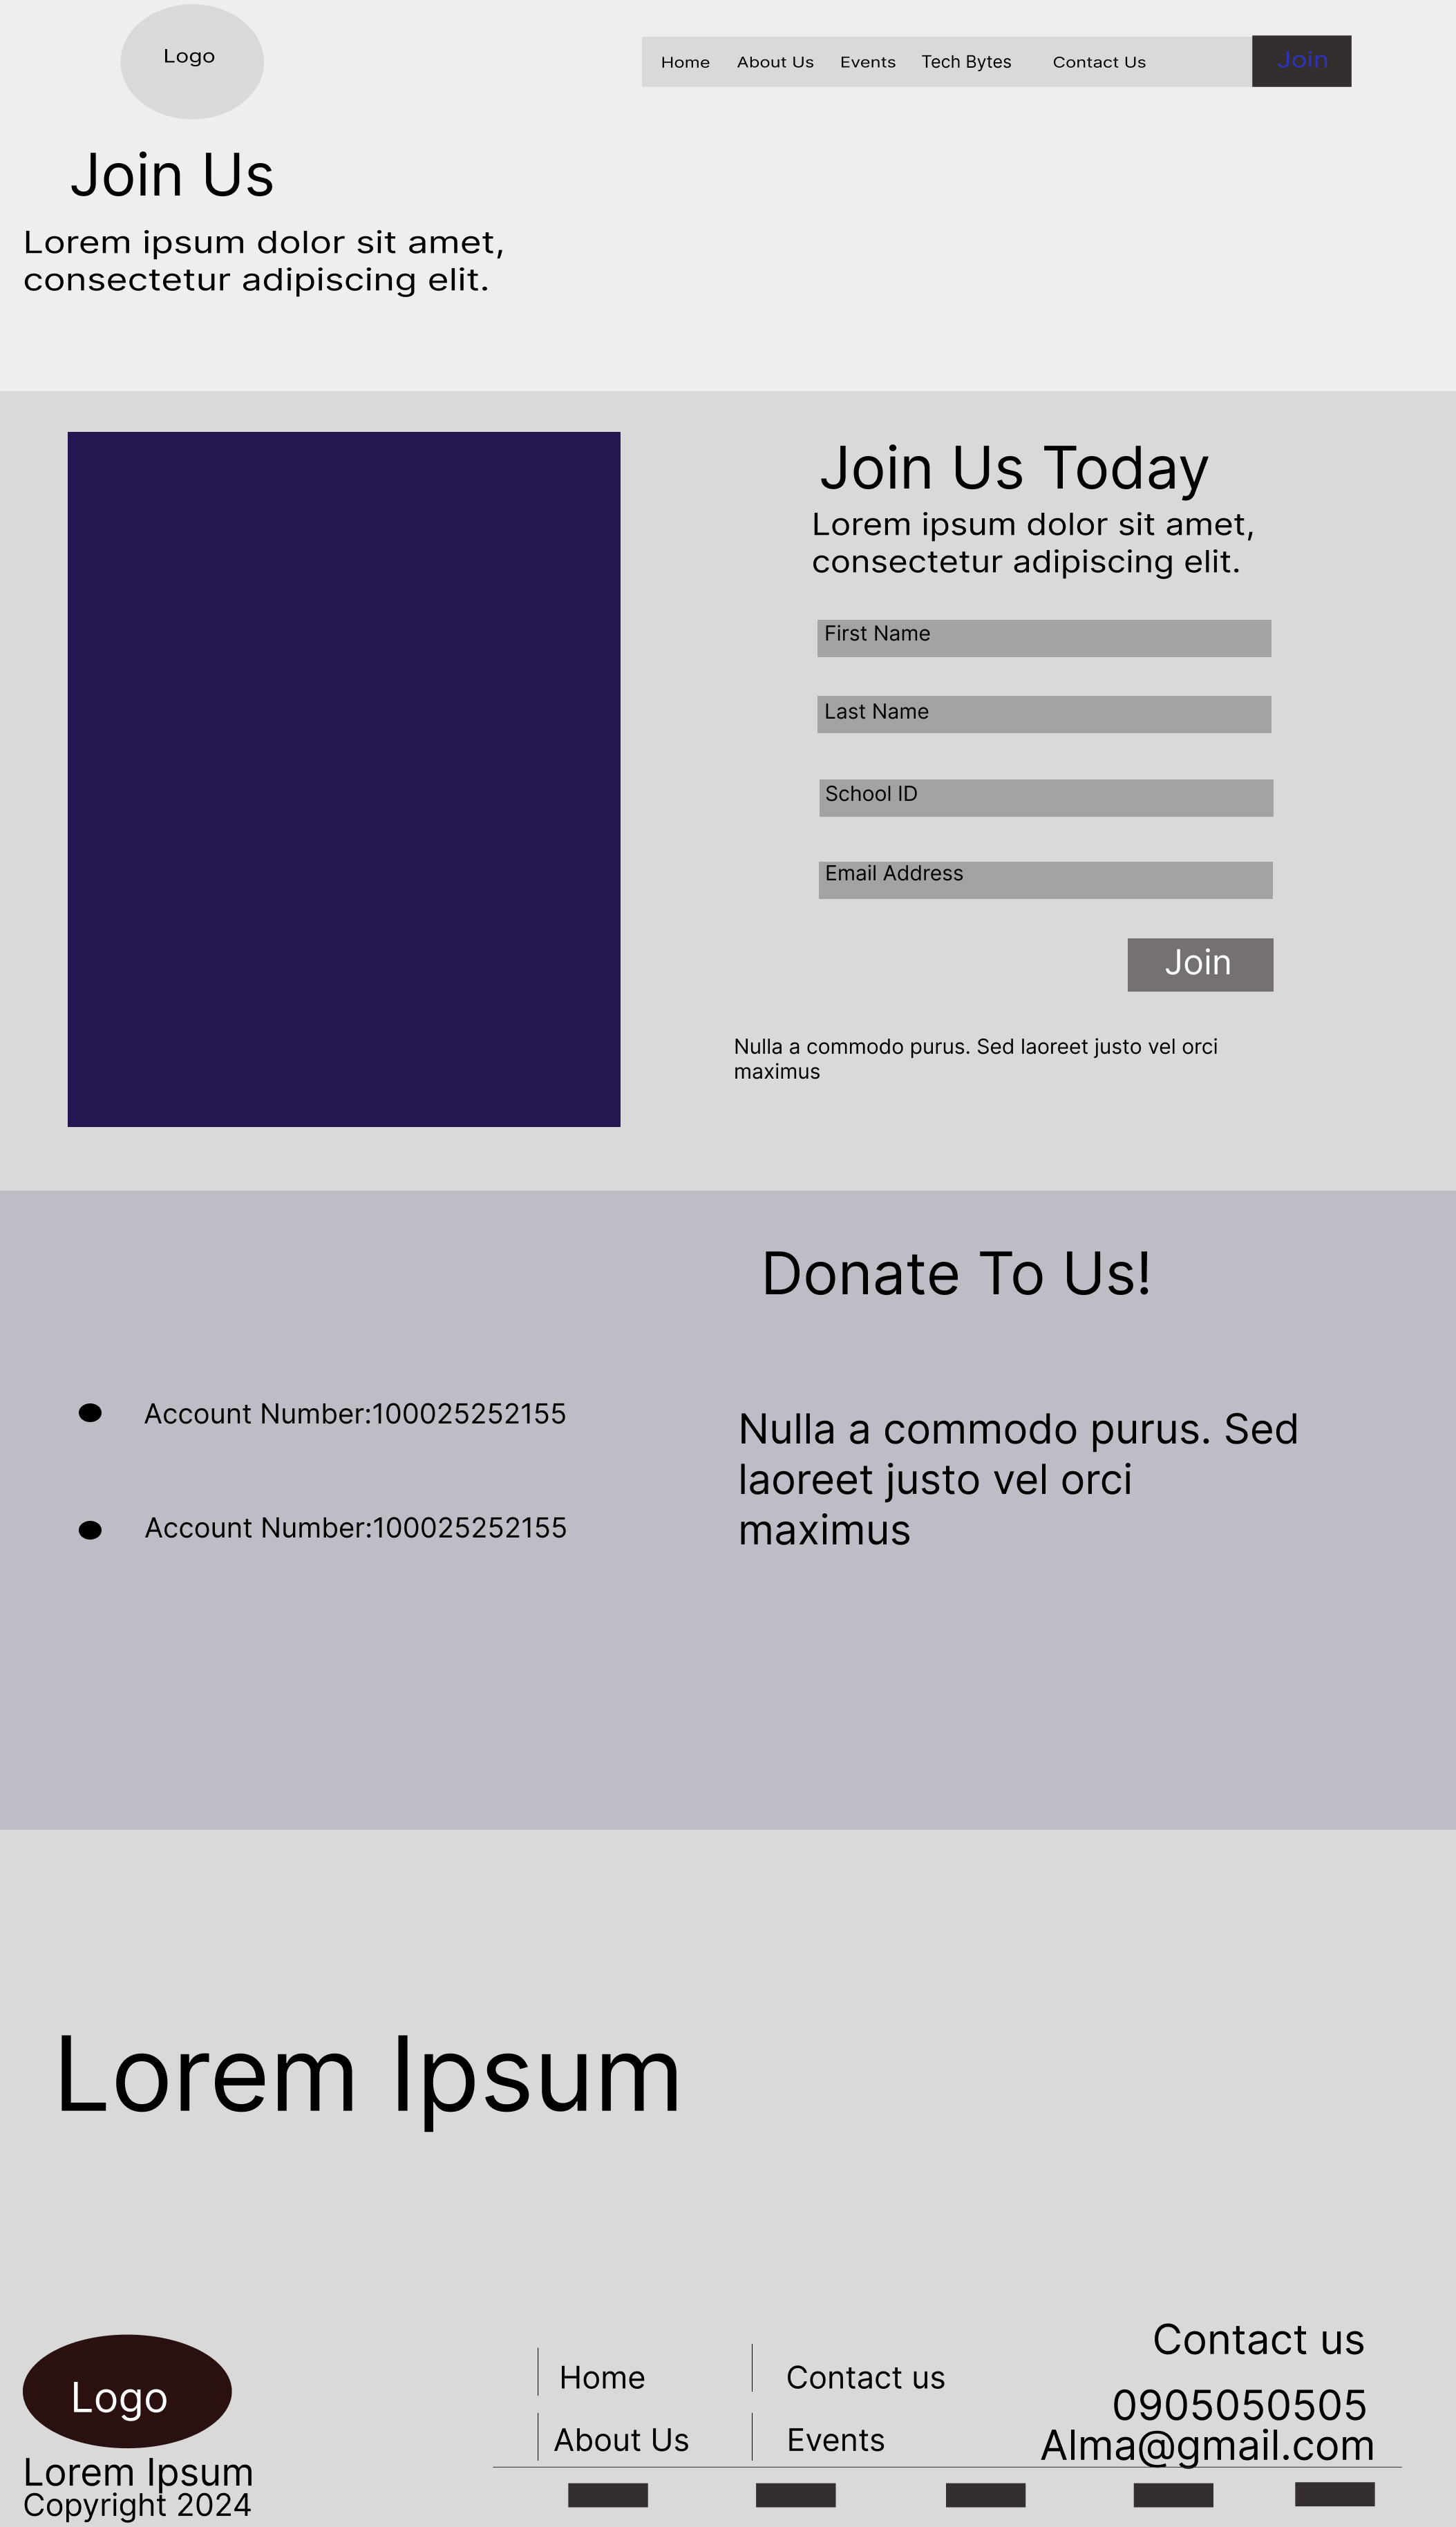 Logo
Home
About Us
Events
Tech Bytes
Contact Us
Join
Join Us
Lorem ipsum dolor sit amet,
consectetur adipiscing elit.
Join Us Today
Lorem ipsum dolor sit amet,
consectetur adipiscing elit.
First Name
Last Name
School ID
Email Address
Join
Nulla a commodo purus. Sed laoreet justo vel orci
maximus
Donate To Us!
Account Number:100025252155
Account Number:100025252155
Nulla a commodo purus. Sed
laoreet justo vel orci
maximus
Lorem Ipsum
Logo
Lorem Ipsum
Copyright 2024
Home
About Us
Contact us
Events
Contact us
0905050505
Alma@gmail.com